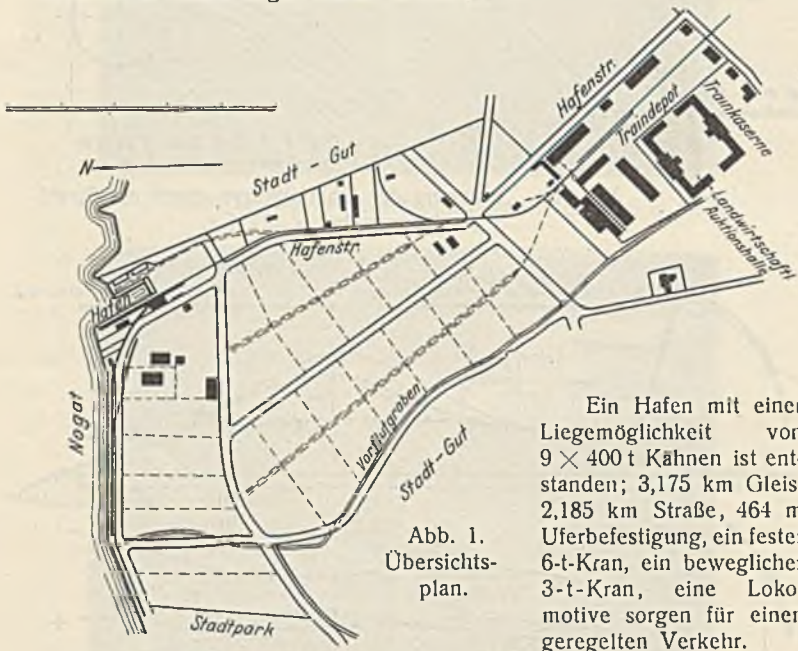 N
Stadt-Gut
Hafenstr.
Hafenstr.
Traindepot
Trainkaserne
Landwirtschaftl.
Auktionshalle
Hafen
Nogat
Vorflutgraben
Stadt-Gut
Stadtpark
Abb. 1.
Übersichts-
plan.
Ein Hafen mit einer
Liegemöglichkeit von
9 × 400 t Kähnen ist ent-
standen; 3,175 km Gleis,
2,185 km Straße, 464 m
Uferbefestigung, ein fester
6-t-Kran, ein beweglicher
3-t-Kran, eine Loko-
motive sorgen für einen
geregelten Verkehr.